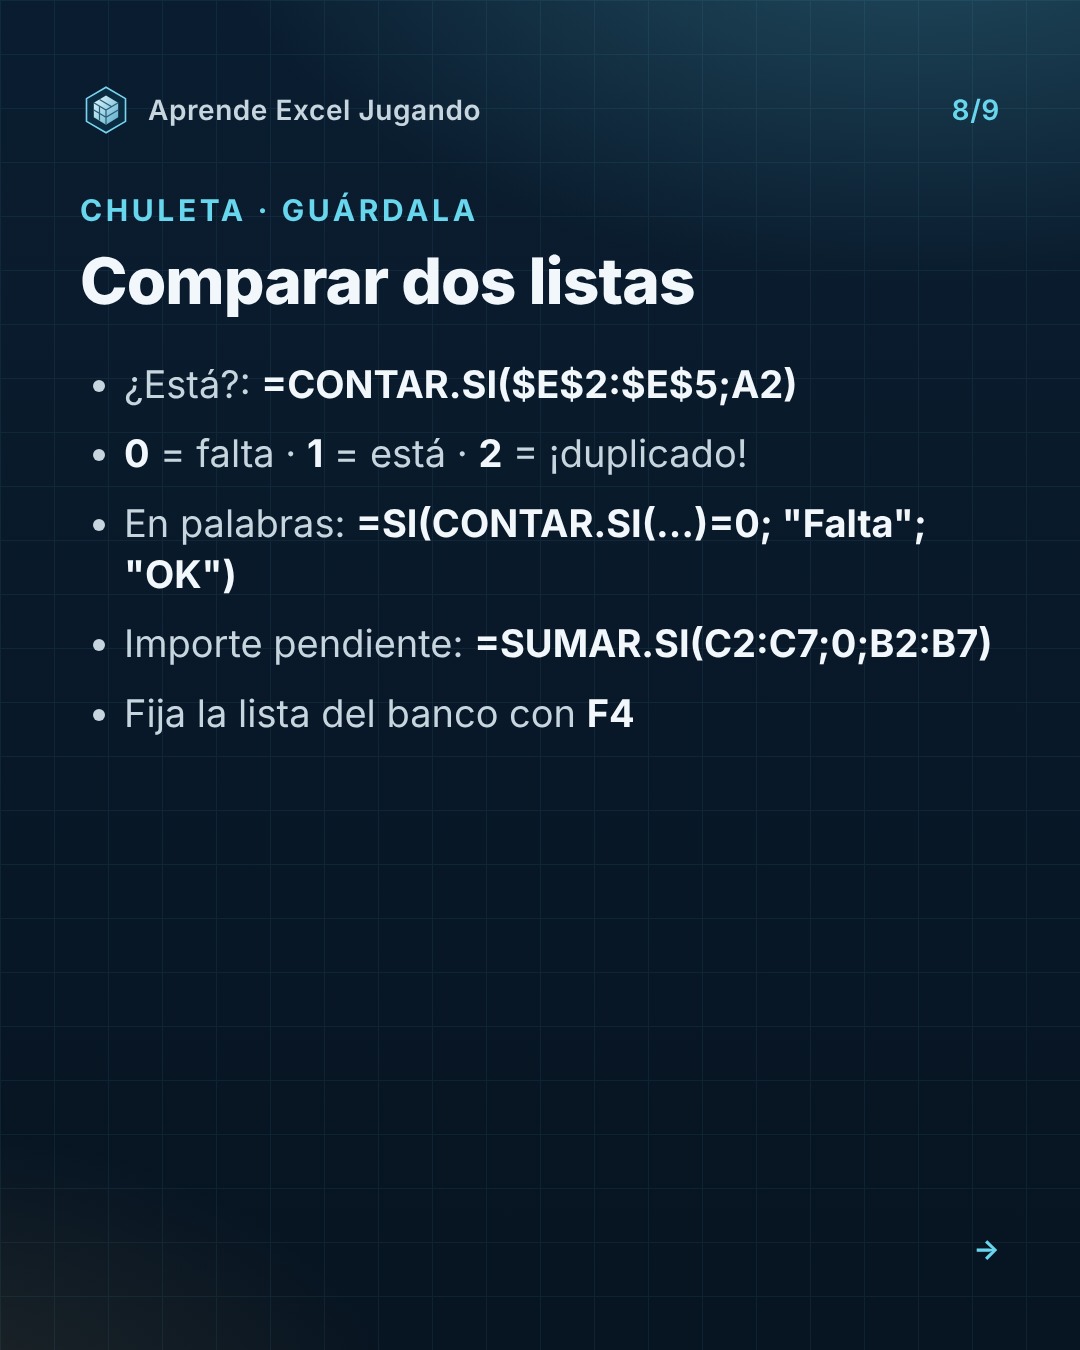 Aprende Excel Jugando
8/9
CHULETA · GUÁRDALA
Comparar dos listas
• ¿Está?: =CONTAR.SI($E$2:$E$5;A2)
• 0 = falta · 1 = está · 2 = ¡duplicado!
• En palabras: =SI(CONTAR.SI(…)=0; "Falta";
"OK")
• Importe pendiente: =SUMAR.SI(C2:C7;0;B2:B7)
• Fija la lista del banco con F4
→